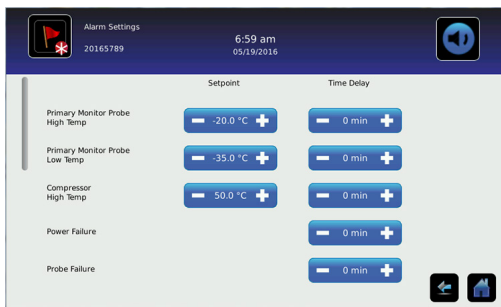 Alarm Settings
20165789
6:59 am
05/19/2016
Setpoint Time Delay
Primary Monitor Probe
High Temp
-20.0 °C 0 min
Primary Monitor Probe
Low Temp
-35.0 °C 0 min
Compressor
High Temp
50.0 °C 0 min
Power Failure 0 min
Probe Failure 0 min